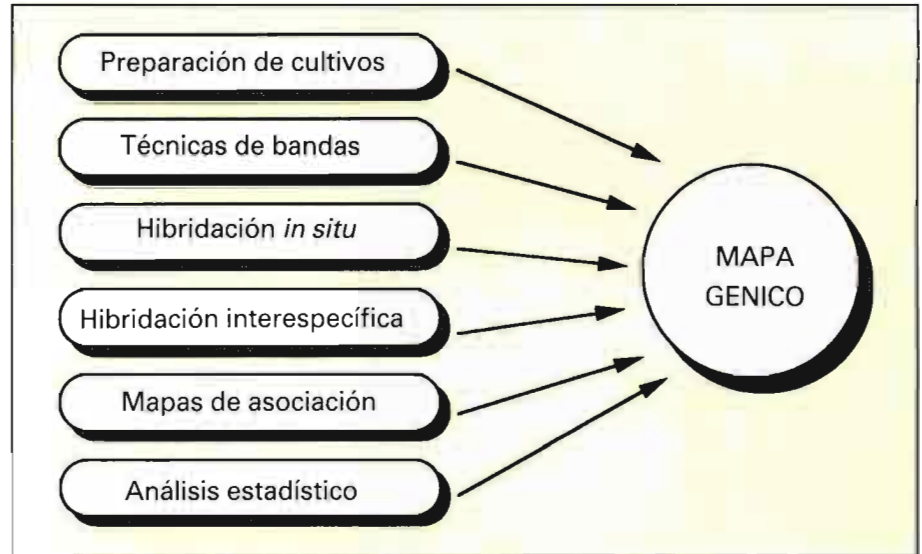 Preparación de cultivos
Técnicas de bandas
Hibridación in situ
Hibridación interespecífica
Mapas de asociación
Análisis estadístico
MAPA
GENICO